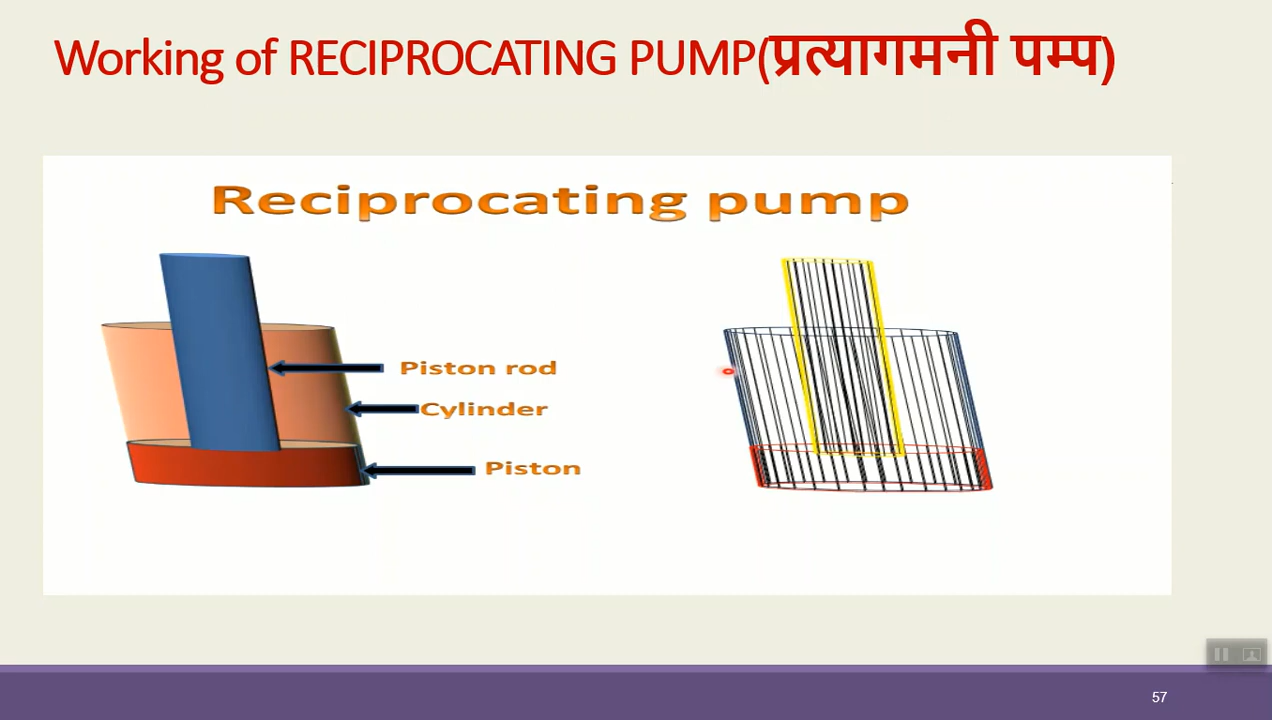 Working of RECIPROCATING PUMP(प्रत्यागमनी पम्प)
Reciprocating pump
Piston rod
Cylinder
Piston
57